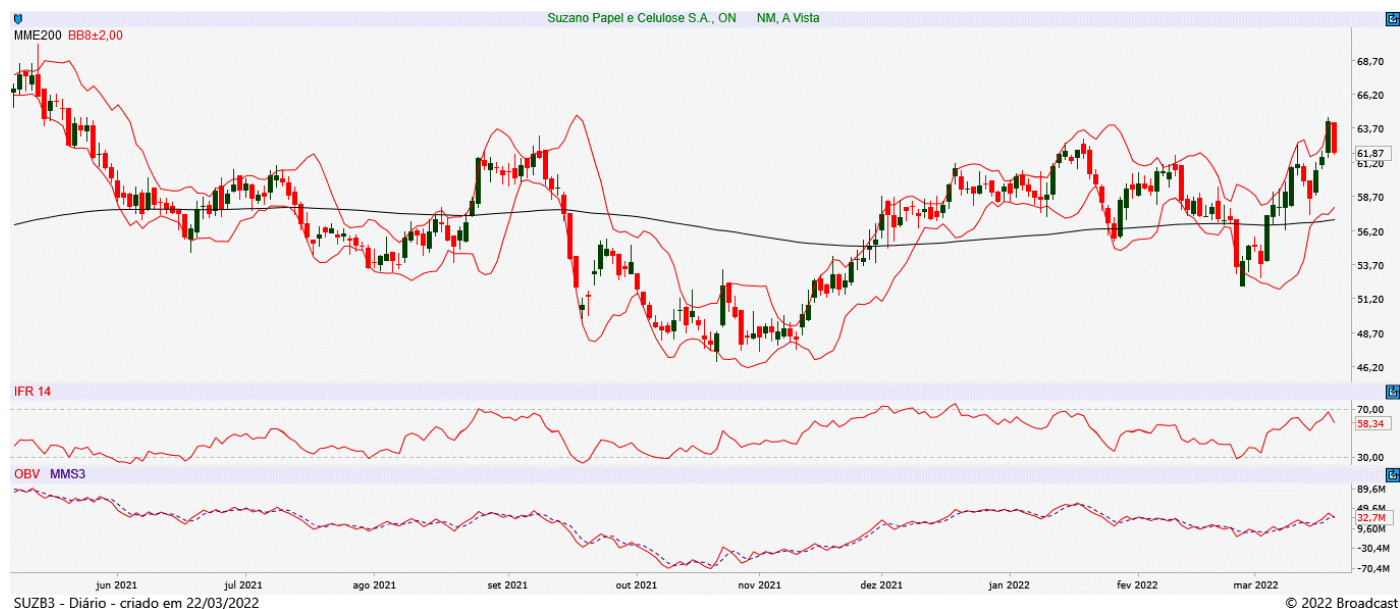 Suzano Papel e Celulose S.A., ON NM, A Vista
MME200 BB8±2,00
68,70
66,20
63,70
61,87
61,20
58,70
56,20
53,70
51,20
48,70
46,20
IFR 14
70,00
58,34
30,00
OBV MMS3
89,6M
49,6M
32,7M
9,60M
-30,4M
-70,4M
jun 2021 jul 2021 ago 2021 set 2021 out 2021 nov 2021 dez 2021 jan 2022 fev 2022 mar 2022
SUZB3 - Diário - criado em 22/03/2022 © 2022 Broadcast